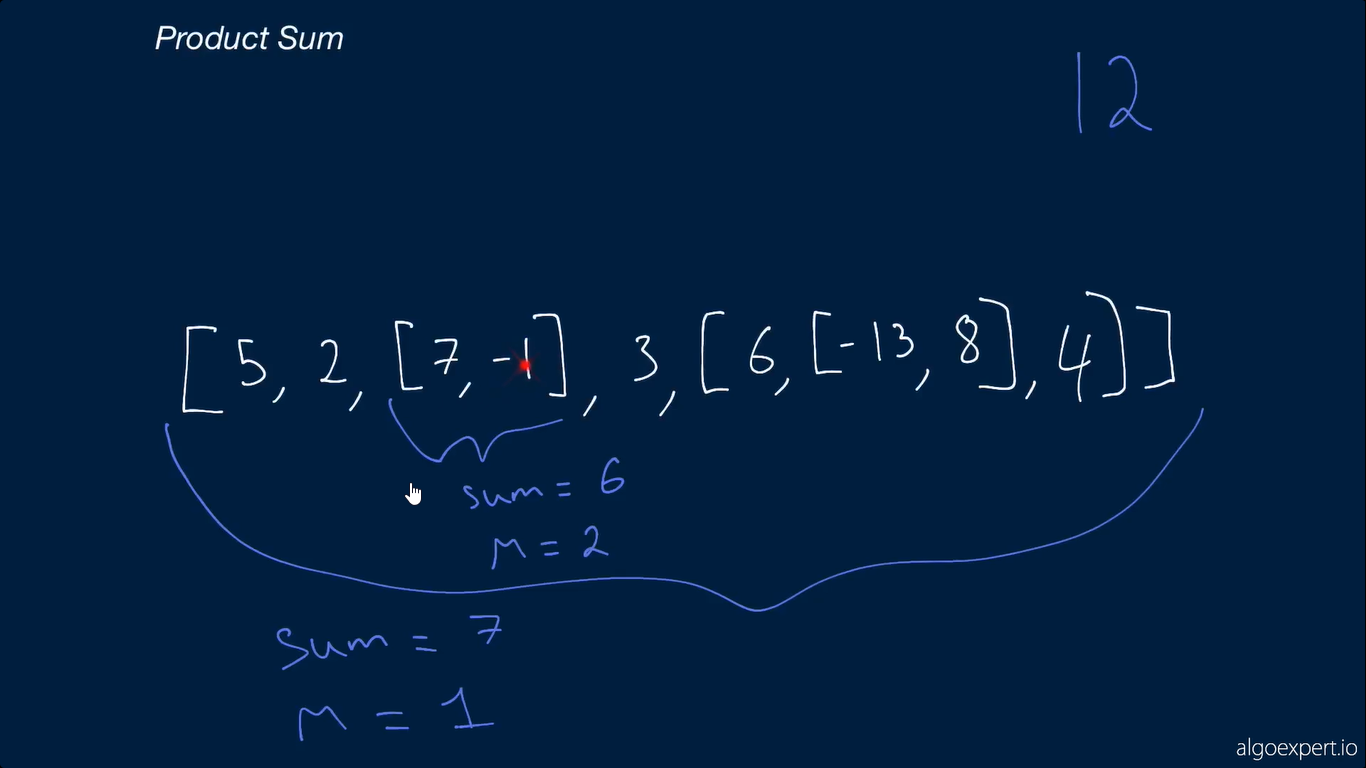 Product Sum
12
[5, 2, [7, -1], 3, [6, [-13, 8], 4]]
sum = 6
M = 2
sum = 7
M = 1
algoexpert.io